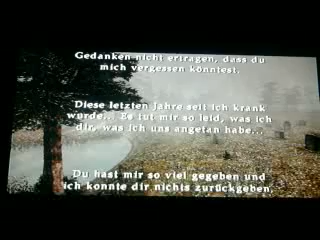 Gedanken nicht ertragen, dass du
mich vergessen könntest.
Diese letzten Jahre seit ich krank
wurde... Es tut mir so leid, was ich
dir, was ich uns angetan habe...
Du hast mir so viel gegeben und
ich konnte dir nichts zurückgeben.